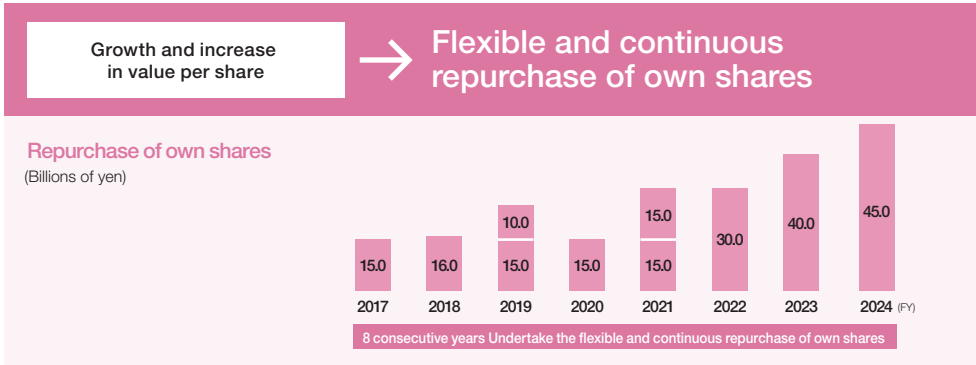 Growth and increase
in value per share
Flexible and continuous
repurchase of own shares
Repurchase of own shares
(Billions of yen)
15.0
16.0
10.0
15.0
15.0
15.0
15.0
30.0
40.0
45.0
2017 2018 2019 2020 2021 2022 2023 2024 (FY)
8 consecutive years Undertake the flexible and continuous repurchase of own shares